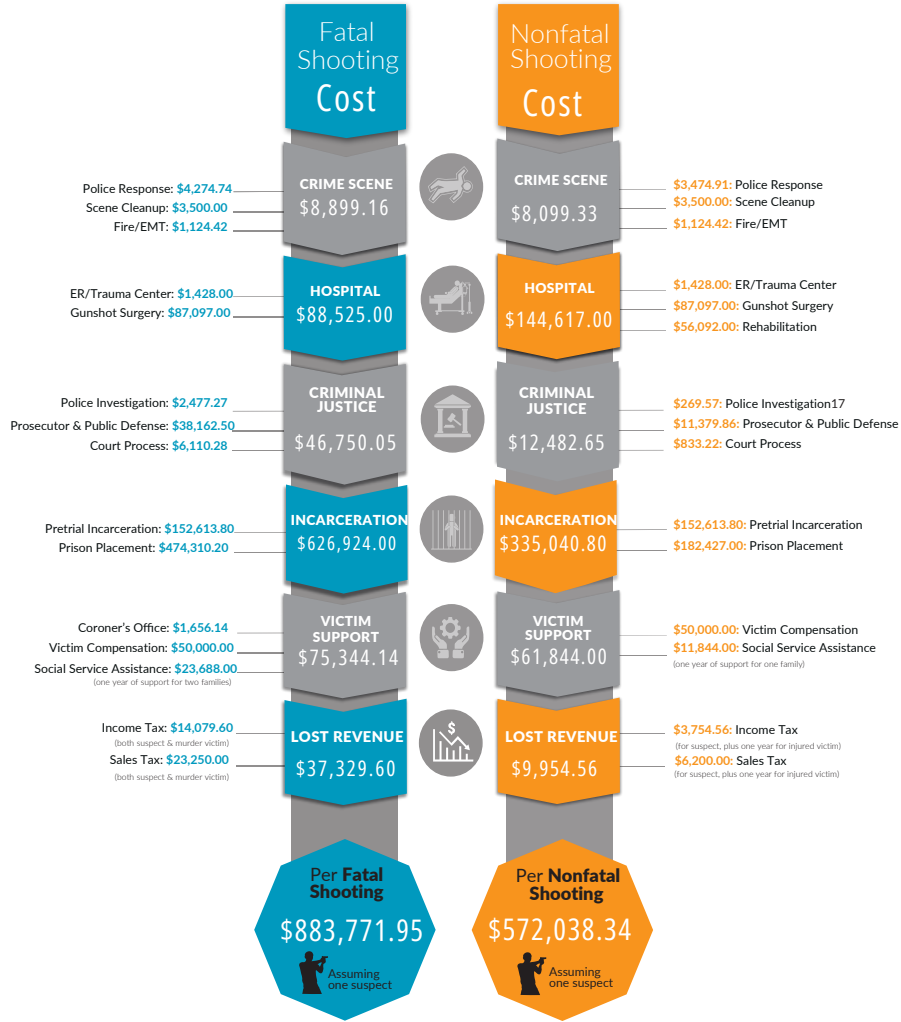 Fatal
Shooting
Cost
Nonfatal
Shooting
Cost
Police Response: $4,274.74
Scene Cleanup: $3,500.00
Fire/EMT: $1,124.42
CRIME SCENE
$8,899.16
CRIME SCENE
$8,099.33
$3,474.91: Police Response
$3,500.00: Scene Cleanup
$1,124.42: Fire/EMT
ER/Trauma Center: $1,428.00
Gunshot Surgery: $87,097.00
HOSPITAL
$88,525.00
HOSPITAL
$144,617.00
$1,428.00: ER/Trauma Center
$87,097.00: Gunshot Surgery
$56,092.00: Rehabilitation
Police Investigation: $2,477.27
Prosecutor & Public Defense: $38,162.50
Court Process: $6,110.28
CRIMINAL
JUSTICE
$46,750.05
CRIMINAL
JUSTICE
$12,482.65
$269.57: Police Investigation17
$11,379.86: Prosecutor & Public Defense
$833.22: Court Process
Pretrial Incarceration: $152,613.80
Prison Placement: $474,310.20
INCARCERATION
$626,924.00
INCARCERATION
$335,040.80
$152,613.80: Pretrial Incarceration
$182,427.00: Prison Placement
Coroner's Office: $1,656.14
Victim Compensation: $50,000.00
Social Service Assistance: $23,688.00
(one year of support for two families)
VICTIM
SUPPORT
$75,344.14
VICTIM
SUPPORT
$61,844.00
$50,000.00: Victim Compensation
$11,844.00: Social Service Assistance
(one year of support for one family)
Income Tax: $14,079.60
(both suspect & murder victim)
Sales Tax: $23,250.00
(both suspect & murder victim)
LOST REVENUE
$37,329.60
$
LOST REVENUE
$9,954.56
$3,754.56: Income Tax
(for suspect, plus one year for injured victim)
$6,200.00: Sales Tax
(for suspect, plus one year for injured victim)
Per Fatal
Shooting
$883,771.95
Assuming
one suspect
Per Nonfatal
Shooting
$572,038.34
Assuming
one suspect